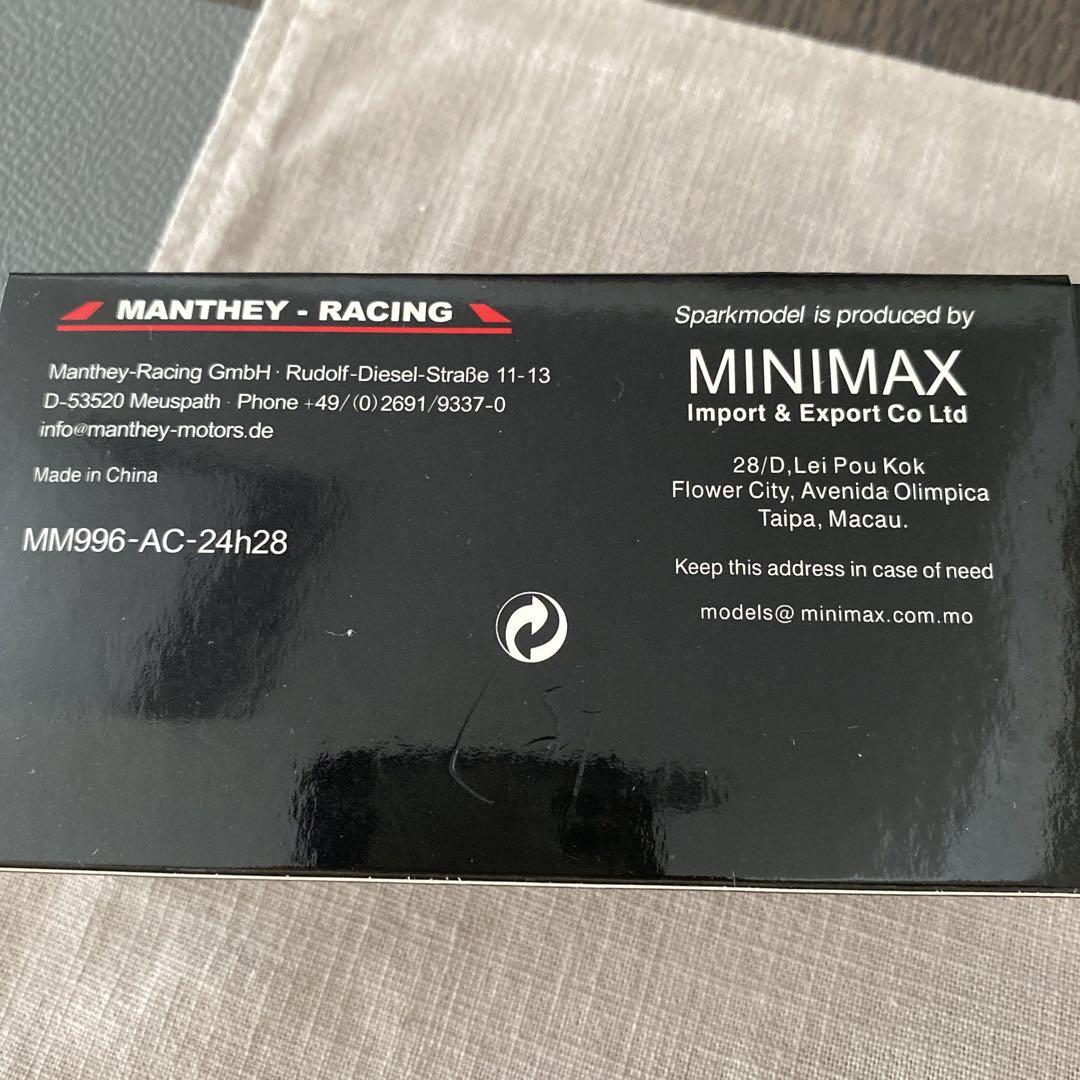 MANTHEY - RACING
Manthey-Racing GmbH · Rudolf-Diesel-Straße 11-13
D-53520 Meuspath · Phone +49/(0)2691/9337-0
info@manthey-motors.de
Made in China
MM996-AC-24h28
Sparkmodel is produced by
MINIMAX
Import & Export Co Ltd
28/D,Lei Pou Kok
Flower City, Avenida Olimpica
Taipa, Macau.
Keep this address in case of need
models@ minimax.com.mo